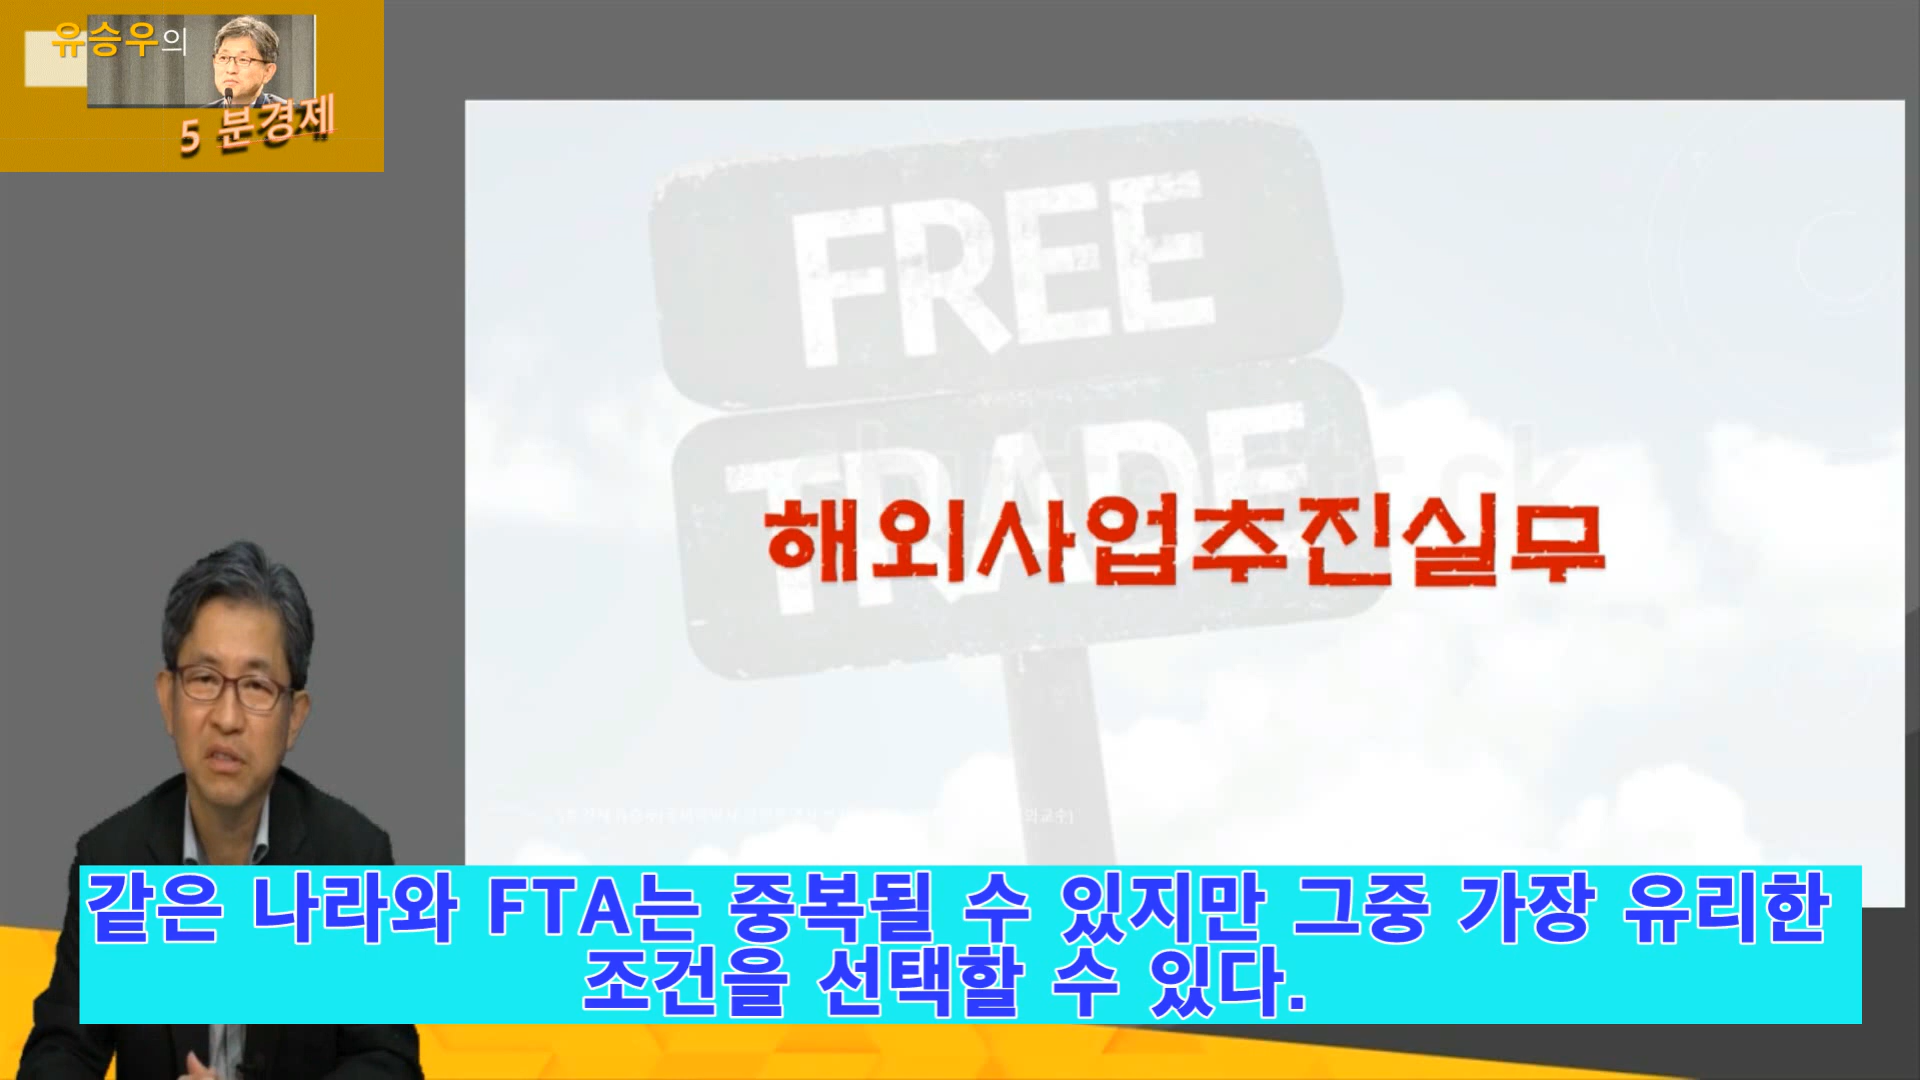 유승우의
5 분경제
FREE
TRADE
해외사업추진실무
같은 나라와 FTA는 중복될 수 있지만 그중 가장 유리한
조건을 선택할 수 있다.